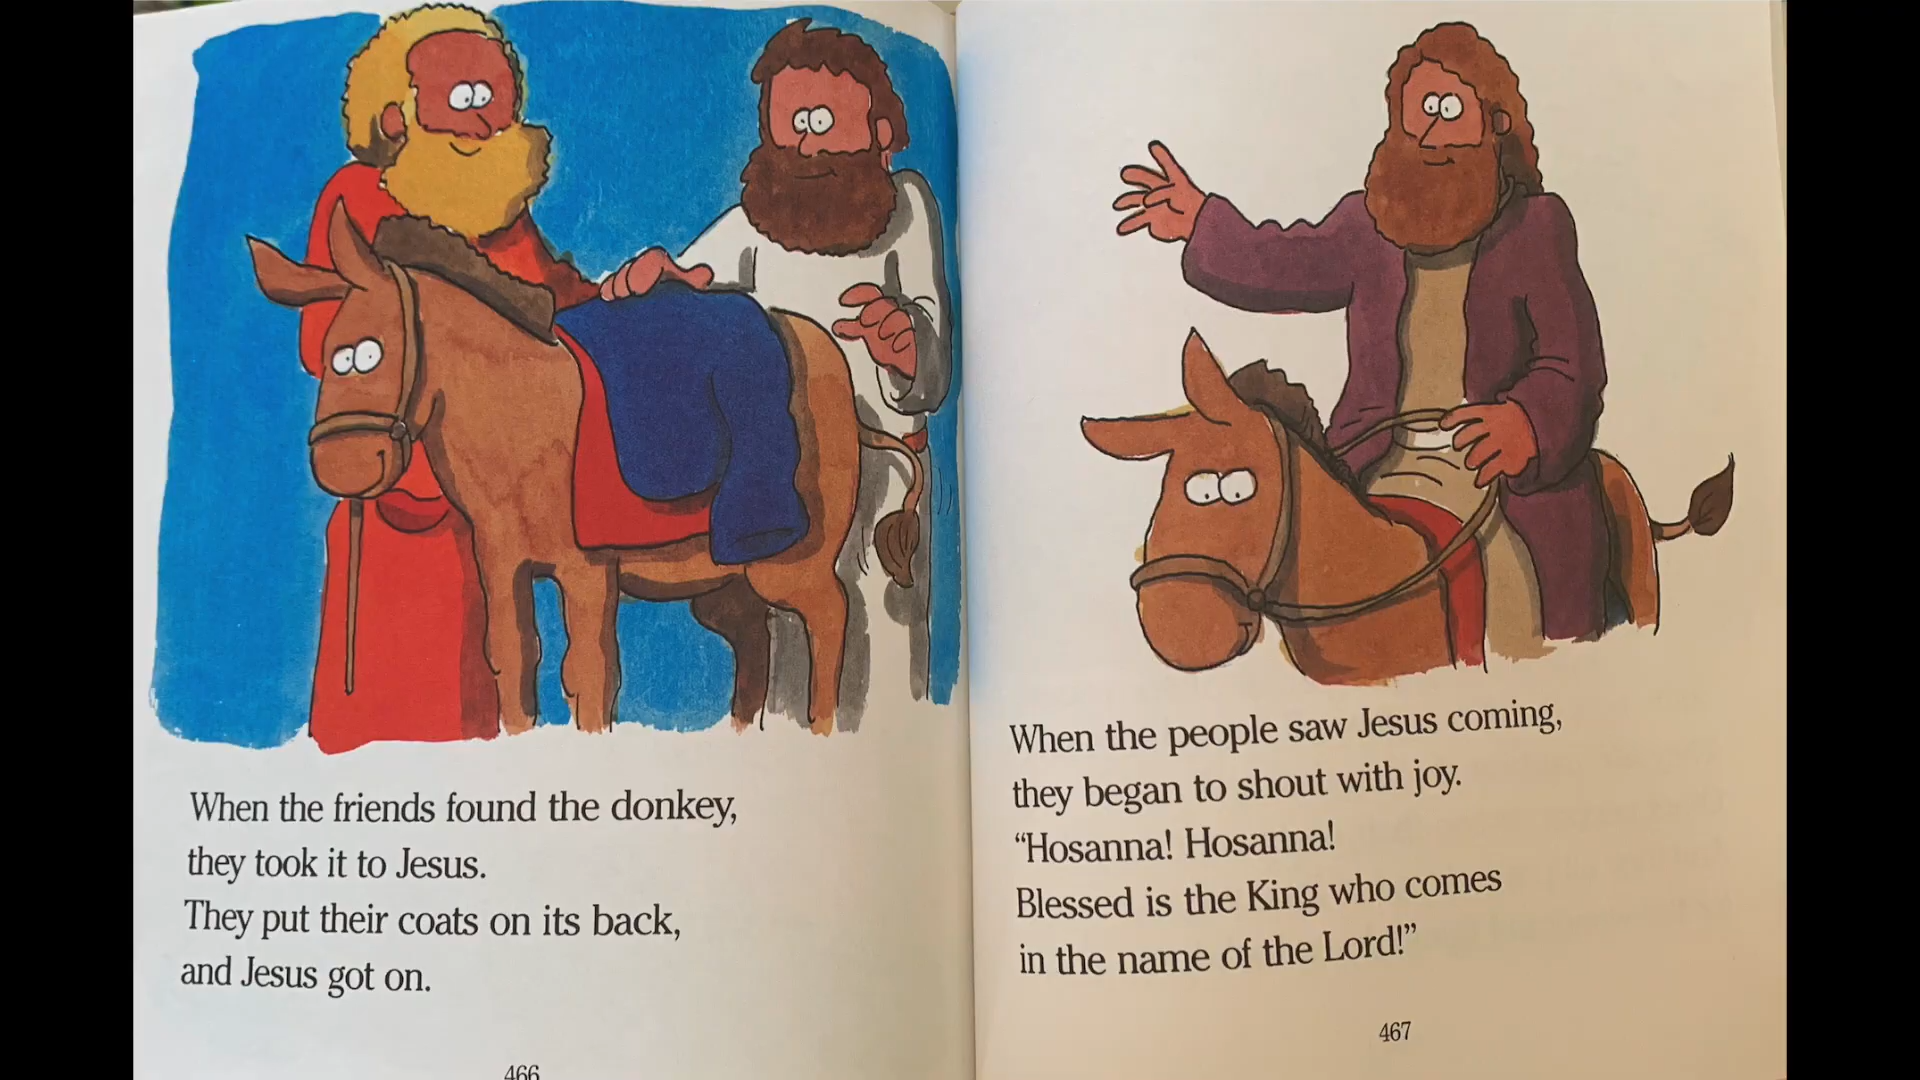 When the friends found the donkey,
they took it to Jesus.
They put their coats on its back,
and Jesus got on.
466
When the people saw Jesus coming,
they began to shout with joy.
“Hosanna! Hosanna!
Blessed is the King who comes
in the name of the Lord!”
467